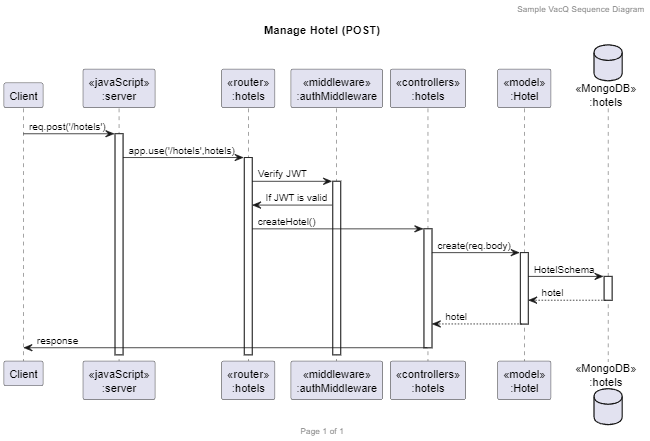 Sample VacQ Sequence Diagram
Manage Hotel (POST)
Client
«javaScript»
:server
«router»
:hotels
«middleware»
:authMiddleware
«controllers»
:hotels
«model»
:Hotel
«MongoDB»
:hotels
req.post('/hotels')
app.use('/hotels',hotels)
Verify JWT
If JWT is valid
createHotel()
create(req.body)
HotelSchema
hotel
hotel
response
Client
«javaScript»
:server
«router»
:hotels
«middleware»
:authMiddleware
«controllers»
:hotels
«model»
:Hotel
«MongoDB»
:hotels
Page 1 of 1